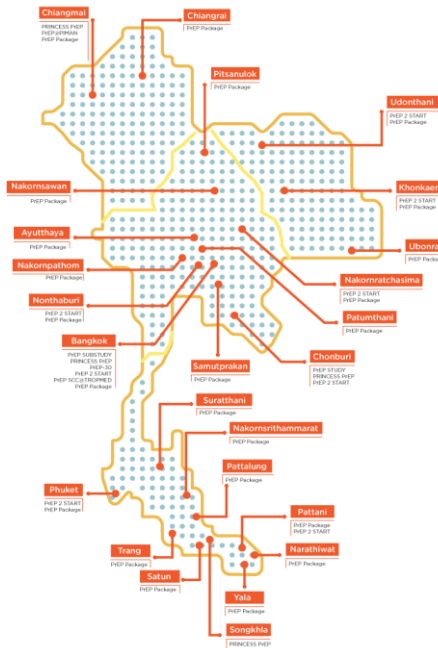 Chiangmai
PRINCESS PrEP
PrEP@PIMAN
PrEP Package
Chiangrai
PrEP Package
Pitsanulok
PrEP Package
Udonthani
PrEP 2 START
PrEP Package
Nakornsawan
PrEP Package
Khonkaen
PrEP 2 START
PrEP Package
Ayutthaya
PrEP Package
Ubonra
PrEP Packa
Nakornpathom
PrEP Package
Nakornratchasima
PrEP 2 START
PrEP Package
Nonthaburi
PrEP 2 START
PrEP Package
Patumthani
PrEP Package
Bangkok
PrEP SUBSTUDY
PRINCESS PrEP
PrEP-30
PrEP 2 START
PrEP SCC@TROPMED
PrEP Package
Samutprakan
PrEP Package
Chonburi
PrEP STUDY
PRINCESS PrEP
PrEP 2 START
Suratthani
PrEP Package
Nakornsrithammarat
PrEP Package
Pattalung
PrEP Package
Phuket
PrEP 2 START
PrEP Package
Pattani
PrEP Package
PrEP 2 START
Trang
PrEP Package
Narathiwat
PrEP Package
Satun
PrEP Package
Yala
PrEP Package
Songkhla
PRINCESS PrEP